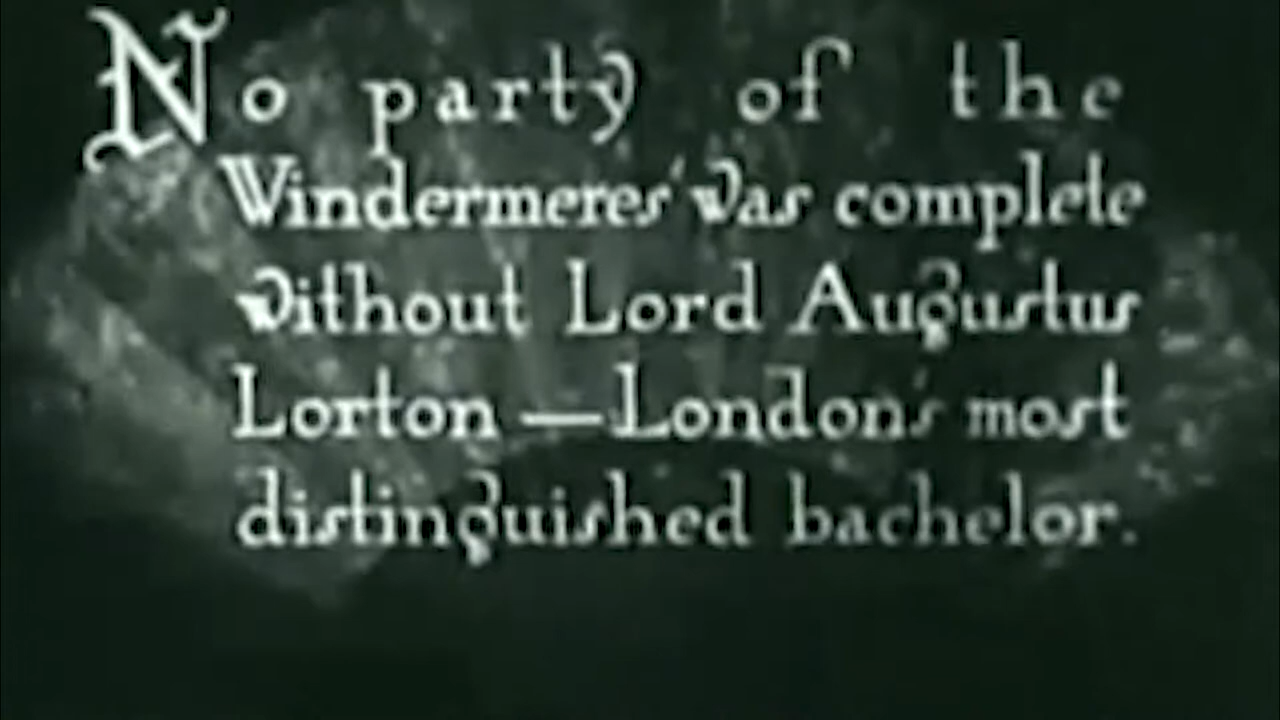 No party of the
Windermeres' was complete
without Lord Augustus
Lorton — London's most
distinguished bachelor.